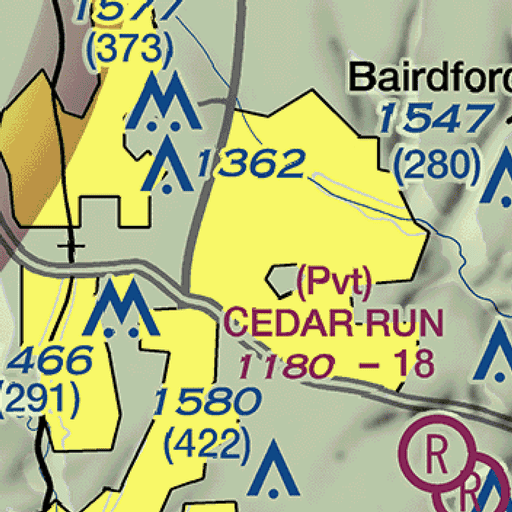 1577
(373)
Bairdford
1547
(280)
1362
(Pvt)
CEDAR RUN
1180 – 18
466
(291)
1580
(422)
R
R